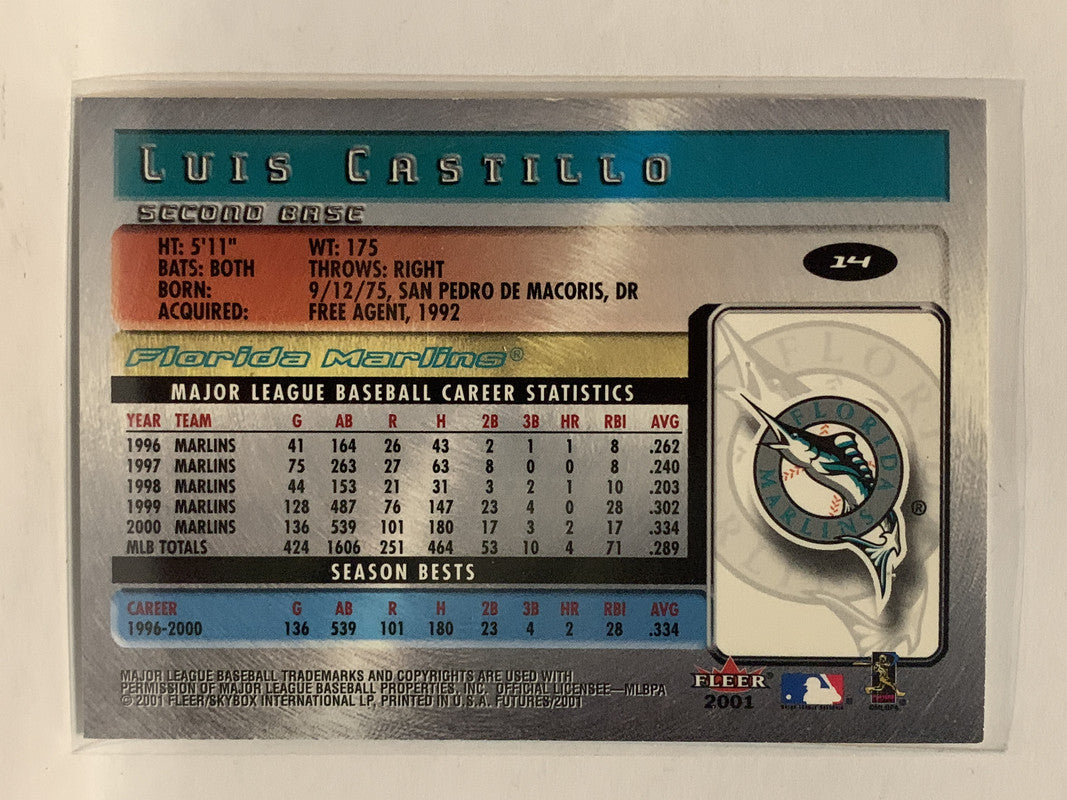 LUIS CASTILLO
SECOND BASE
HT: 5'11" WT: 175
BATS: BOTH THROWS: RIGHT
BORN: 9/12/75, SAN PEDRO DE MACORIS, DR
ACQUIRED: FREE AGENT, 1992
14
Florida Marlins®
MAJOR LEAGUE BASEBALL CAREER STATISTICS
YEAR TEAM G AB R H 2B 3B HR RBI AVG
1996 MARLINS 41 164 26 43 2 1 1 8 .262
1997 MARLINS 75 263 27 63 8 0 0 8 .240
1998 MARLINS 44 153 21 31 3 2 1 10 .203
1999 MARLINS 128 487 76 147 23 4 0 28 .302
2000 MARLINS 136 539 101 180 17 3 2 17 .334
MLB TOTALS 424 1606 251 464 53 10 4 71 .289
SEASON BESTS
CAREER G AB R H 2B 3B HR RBI AVG
1996-2000 136 539 101 180 23 4 2 28 .334
FLORIDA
MARLINS
®
MAJOR LEAGUE BASEBALL TRADEMARKS AND COPYRIGHTS ARE USED WITH
PERMISSION OF MAJOR LEAGUE BASEBALL PROPERTIES, INC. OFFICIAL LICENSEE—MLBPA
© 2001 FLEER/SKYBOX INTERNATIONAL LP, PRINTED IN U.S.A. FUTURES/2001
FLEER
2001
©MLBPA